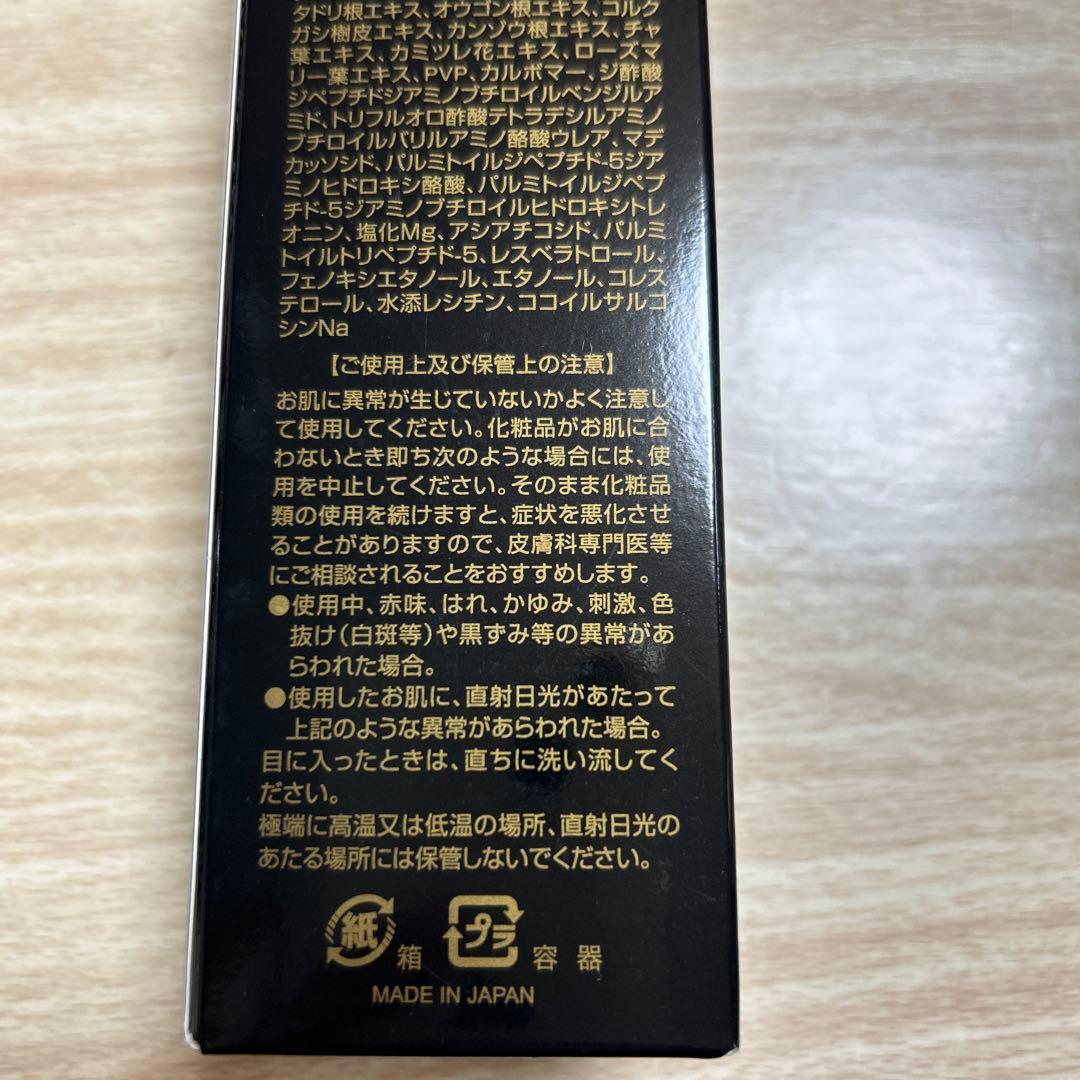 タドリ根エキス、オウゴン根エキス、コルク
ガシ樹皮エキス、カンゾウ根エキス、チャ
葉エキス、カミツレ花エキス、ローズマ
リー葉エキス、PVP、カルボマー、ジ酢酸
ジペプチドジアミノブチロイルベンジルア
ミド、トリフルオロ酢酸テトラデシルアミノ
ブチロイルバリルアミノ酪酸ウレア、マデ
カッソシド、パルミトイルジペプチド-5ジア
ミノヒドロキシ酪酸、パルミトイルジペプ
チド-5ジアミノブチロイルヒドロキシトレ
オニン、塩化Mg、アシアチコシド、パルミ
トイルトリペプチド-5、レスベラトロール、
フェノキシエタノール、エタノール、コレス
テロール、水添レシチン、ココイルサルコ
シンNa
【ご使用上及び保管上の注意】
お肌に異常が生じていないかよく注意し
て使用してください。化粧品がお肌に合
わないとき即ち次のような場合には、使
用を中止してください。そのまま化粧品
類の使用を続けますと、症状を悪化させ
ることがありますので、皮膚科専門医等
にご相談されることをおすすめします。
●使用中、赤味、はれ、かゆみ、刺激、色
抜け(白斑等)や黒ずみ等の異常があ
らわれた場合。
●使用したお肌に、直射日光があたって
上記のような異常があらわれた場合。
目に入ったときは、直ちに洗い流してく
ださい。
極端に高温又は低温の場所、直射日光の
あたる場所には保管しないでください。
紙 箱 プラ 容器
MADE IN JAPAN